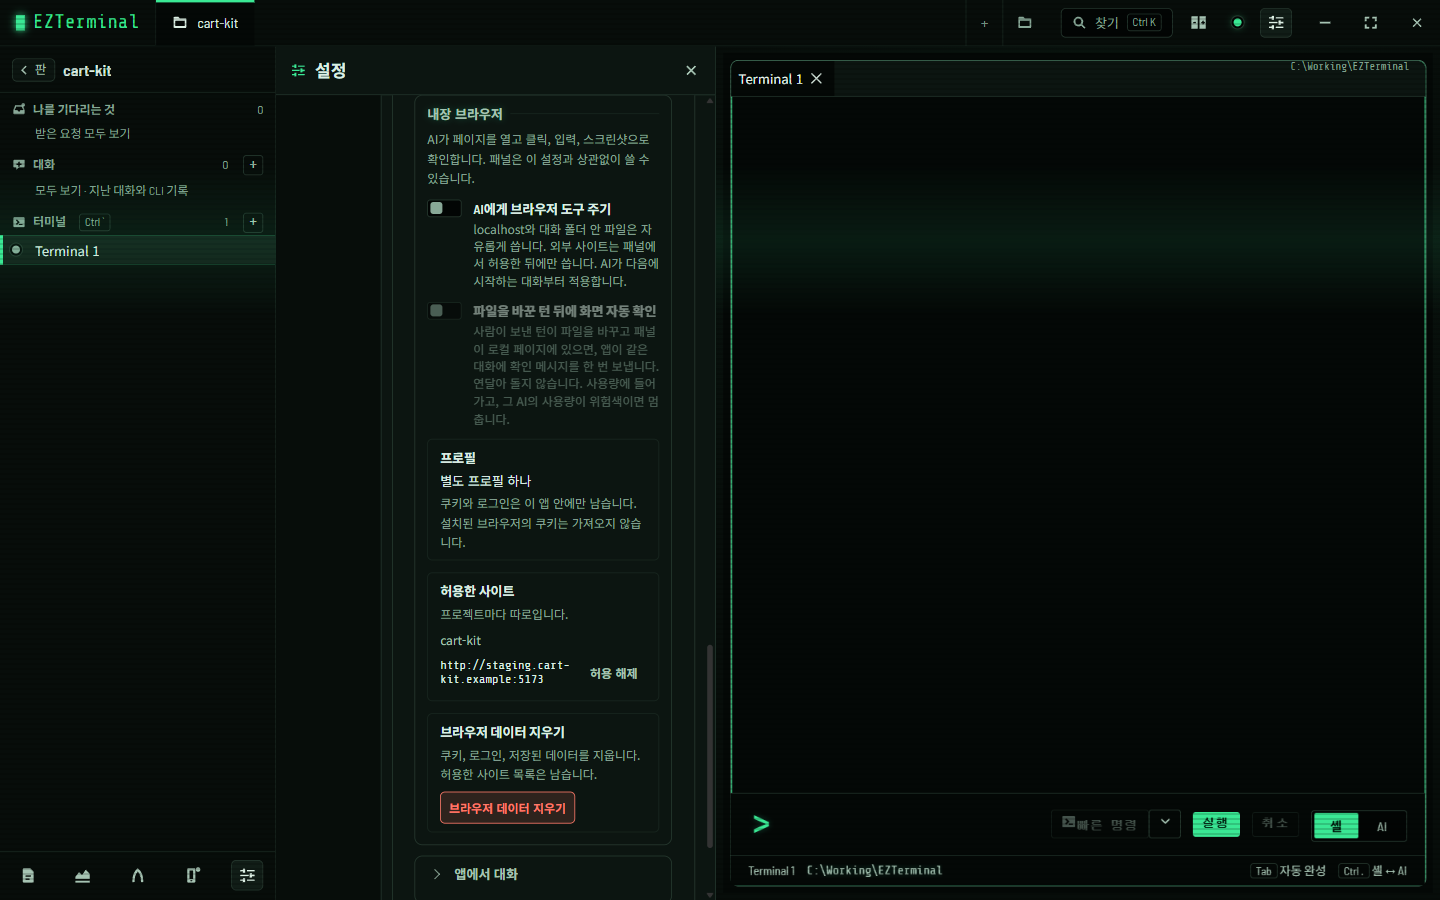 EZTerminal
cart-kit
+
찾기 Ctrl K
판 cart-kit
나를 기다리는 것 0
받은 요청 모두 보기
대화 0 +
모두 보기 · 지난 대화와 CLI 기록
터미널 Ctrl ` 1 +
Terminal 1
설정
내장 브라우저
AI가 페이지를 열고 클릭, 입력, 스크린샷으로
확인합니다. 패널은 이 설정과 상관없이 쓸 수
있습니다.
AI에게 브라우저 도구 주기
localhost와 대화 폴더 안 파일은 자
유롭게 씁니다. 외부 사이트는 패널에
서 허용한 뒤에만 씁니다. AI가 다음에
시작하는 대화부터 적용합니다.
파일을 바꾼 턴 뒤에 화면 자동 확인
사람이 보낸 턴이 파일을 바꾸고 패널
이 로컬 페이지에 있으면, 앱이 같은
대화에 확인 메시지를 한 번 보냅니다.
연달아 돌지 않습니다. 사용량에 들어
가고, 그 AI의 사용량이 위험색이면 멈
춥니다.
프로필
별도 프로필 하나
쿠키와 로그인은 이 앱 안에만 남습니다.
설치된 브라우저의 쿠키는 가져오지 않습
니다.
허용한 사이트
프로젝트마다 따로입니다.
cart-kit
http://staging.cart-
kit.example:5173
허용 해제
브라우저 데이터 지우기
쿠키, 로그인, 저장된 데이터를 지웁니다.
허용한 사이트 목록은 남습니다.
브라우저 데이터 지우기
앱에서 대화
C:\Working\EZTerminal
Terminal 1
>
빠른 명령
실행
취소
셸
AI
Terminal 1 C:\Working\EZTerminal
Tab 자동 완성 Ctrl . 셸 ↔ AI